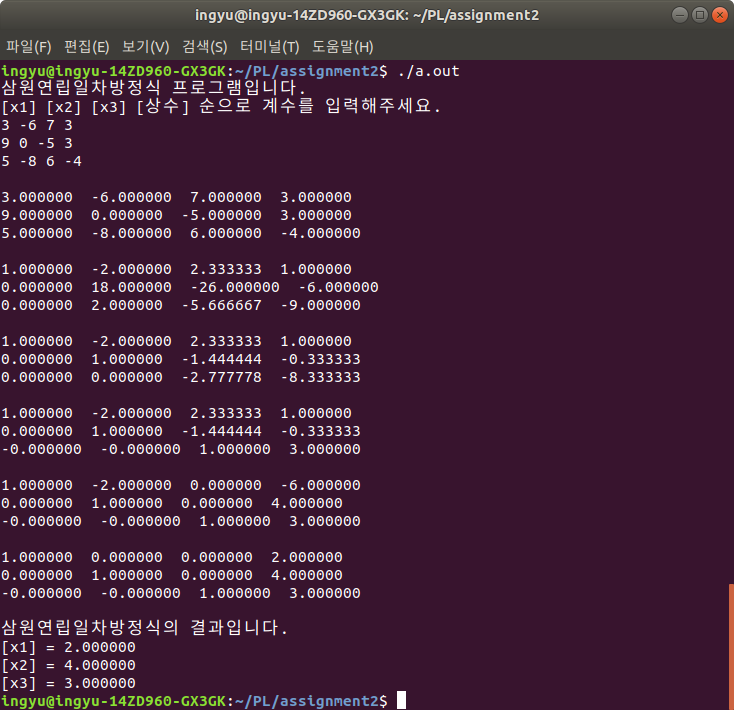 ingyu@ingyu-14ZD960-GX3GK: ~/PL/assignment2
파일(F) 편집(E) 보기(V) 검색(S) 터미널(T) 도움말(H)
ingyu@ingyu-14ZD960-GX3GK:~/PL/assignment2$ ./a.out
삼원연립일차방정식 프로그램입니다.
[x1] [x2] [x3] [상수] 순으로 계수를 입력해주세요.
3 -6 7 3
9 0 -5 3
5 -8 6 -4
3.000000  -6.000000  7.000000  3.000000
9.000000  0.000000  -5.000000  3.000000
5.000000  -8.000000  6.000000  -4.000000
1.000000  -2.000000  2.333333  1.000000
0.000000  18.000000  -26.000000  -6.000000
0.000000  2.000000  -5.666667  -9.000000
1.000000  -2.000000  2.333333  1.000000
0.000000  1.000000  -1.444444  -0.333333
0.000000  0.000000  -2.777778  -8.333333
1.000000  -2.000000  2.333333  1.000000
0.000000  1.000000  -1.444444  -0.333333
-0.000000  -0.000000  1.000000  3.000000
1.000000  -2.000000  0.000000  -6.000000
0.000000  1.000000  0.000000  4.000000
-0.000000  -0.000000  1.000000  3.000000
1.000000  0.000000  0.000000  2.000000
0.000000  1.000000  0.000000  4.000000
-0.000000  -0.000000  1.000000  3.000000
삼원연립일차방정식의 결과입니다.
[x1] = 2.000000
[x2] = 4.000000
[x3] = 3.000000
ingyu@ingyu-14ZD960-GX3GK:~/PL/assignment2$